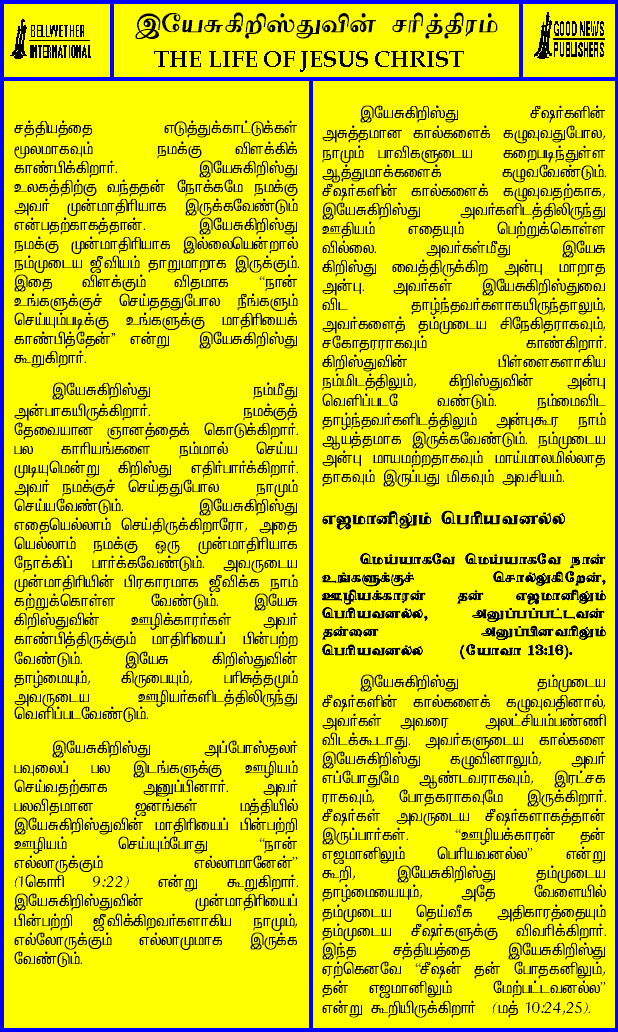 BELLWETHER
INTERNATIONAL
இயேசுகிறிஸ்துவின் சரித்திரம்
THE LIFE OF JESUS CHRIST
GOOD NEWS
PUBLISHERS
சத்தியத்தை எடுத்துக்காட்டுக்கள்
மூலமாகவும் நமக்கு விளக்கிக்
காண்பிக்கிறார். இயேசுகிறிஸ்து
உலகத்திற்கு வந்ததன் நோக்கமே நமக்கு
அவர் முன்மாதிரியாக இருக்கவேண்டும்
என்பதற்காகத்தான். இயேசுகிறிஸ்து
நமக்கு முன்மாதிரியாக இல்லையென்றால்
நம்முடைய ஜீவியம் தாறுமாறாக இருக்கும்.
இதை விளக்கும் விதமாக “நான்
உங்களுக்குச் செய்தததுபோல நீங்களும்
செய்யும்படிக்கு உங்களுக்கு மாதிரியைக்
காண்பித்தேன்” என்று இயேசுகிறிஸ்து
கூறுகிறார்.
இயேசுகிறிஸ்து நம்மீது
அன்பாகயிருக்கிறார். நமக்குத்
தேவையான ஞானத்தைக் கொடுக்கிறார்.
பல காரியங்களை நம்மால் செய்ய
முடியுமென்று கிறிஸ்து எதிர்பார்க்கிறார்.
அவர் நமக்குச் செய்ததுபோல நாமும்
செய்யவேண்டும். இயேசுகிறிஸ்து
எதையெல்லாம் செய்திருக்கிறாரோ, அதை
யெல்லாம் நமக்கு ஒரு முன்மாதிரியாக
நோக்கிப் பார்க்கவேண்டும். அவருடைய
முன்மாதிரியின் பிரகாரமாக ஜீவிக்க நாம்
கற்றுக்கொள்ள வேண்டும். இயேசு
கிறிஸ்துவின் ஊழிக்காரர்கள் அவர்
காண்பித்திருக்கும் மாதிரியைப் பின்பற்ற
வேண்டும். இயேசு கிறிஸ்துவின்
தாழ்மையும், கிருபையும், பரிசுத்தமும்
அவருடைய ஊழியர்களிடத்திலிருந்து
வெளிப்படவேண்டும்.
இயேசுகிறிஸ்து அப்போஸ்தலர்
பவுலைப் பல இடங்களுக்கு ஊழியம்
செய்வதற்காக அனுப்பினார். அவர்
பலவிதமான ஜனங்கள் மத்தியில்
இயேசுகிறிஸ்துவின் மாதிரியைப் பின்பற்றி
ஊழியம் செய்யும்போது “நான்
எல்லாருக்கும் எல்லாமானேன்”
(1கொரி 9:22) என்று கூறுகிறார்.
இயேசுகிறிஸ்துவின் முன்மாதிரியைப்
பின்பற்றி ஜீவிக்கிறவர்களாகிய நாமும்,
எல்லோருக்கும் எல்லாமுமாக இருக்க
வேண்டும்.
இயேசுகிறிஸ்து சீஷர்களின்
அசுத்தமான கால்களைக் கழுவுவதுபோல,
நாமும் பாவிகளுடைய கறைபடிந்துள்ள
ஆத்துமாக்களைக் கழுவவேண்டும்.
சீஷர்களின் கால்களைக் கழுவுவதற்காக,
இயேசுகிறிஸ்து அவர்களிடத்திலிருந்து
ஊதியம் எதையும் பெற்றுக்கொள்ள
வில்லை. அவர்கள்மீது இயேசு
கிறிஸ்து வைத்திருக்கிற அன்பு மாறாத
அன்பு. அவர்கள் இயேசுகிறிஸ்துவை
விட தாழ்ந்தவர்களாகயிருந்தாலும்,
அவர்களைத் தம்முடைய சிநேகிதராகவும்,
சகோதரராகவும் காண்கிறார்.
கிறிஸ்துவின் பிள்ளைகளாகிய
நம்மிடத்திலும், கிறிஸ்துவின் அன்பு
வெளிப்படடே வண்டும். நம்மைவிட
தாழ்ந்தவர்களிடத்திலும் அன்புகூர நாம்
ஆயத்தமாக இருக்கவேண்டும். நம்முடைய
அன்பு மாயமற்றதாகவும் மாய்மாலமில்லாத
தாகவும் இருப்பது மிகவும் அவசியம்.
எஜமானிலும் பெரியவனல்ல
மெய்யாகவே மெய்யாகவே நான்
உங்களுக்குச் சொல்லுகிறேன்,
ஊழியக்காரன் தன் எஜமானிலும்
பெரியவனல்ல, அனுப்பப்பட்டவன்
தன்னை அனுப்பினவரிலும்
பெரியவனல்ல (யோவா 13:16).
இயேசுகிறிஸ்து தம்முடைய
சீஷர்களின் கால்களைக் கழுவுவதினால்,
அவர்கள் அவரை அலட்சியம்பண்ணி
விடக்கூடாது. அவர்களுடைய கால்களை
இயேசுகிறிஸ்து கழுவினாலும், அவர்
எப்போதுமே ஆண்டவராகவும், இரட்சக
ராகவும், போதகராகவுமே இருக்கிறார்.
சீஷர்கள் அவருடைய சீஷர்களாகத்தான்
இருப்பார்கள். “ஊழியக்காரன் தன்
எஜமானிலும் பெரியவனல்ல” என்று
கூறி, இயேசுகிறிஸ்து தம்முடைய
தாழ்மையையும், அதே வேளையில்
தம்முடைய தெய்வீக அதிகாரத்தையும்
தம்முடைய சீஷர்களுக்கு விவரிக்கிறார்.
இந்த சத்தியத்தை இயேசுகிறிஸ்து
ஏற்கெனவே “சீஷன் தன் போதகனிலும்,
தன் எஜமானிலும் மேற்பட்டவனல்ல”
என்று கூறியிருக்கிறார் (மத் 10:24,25).